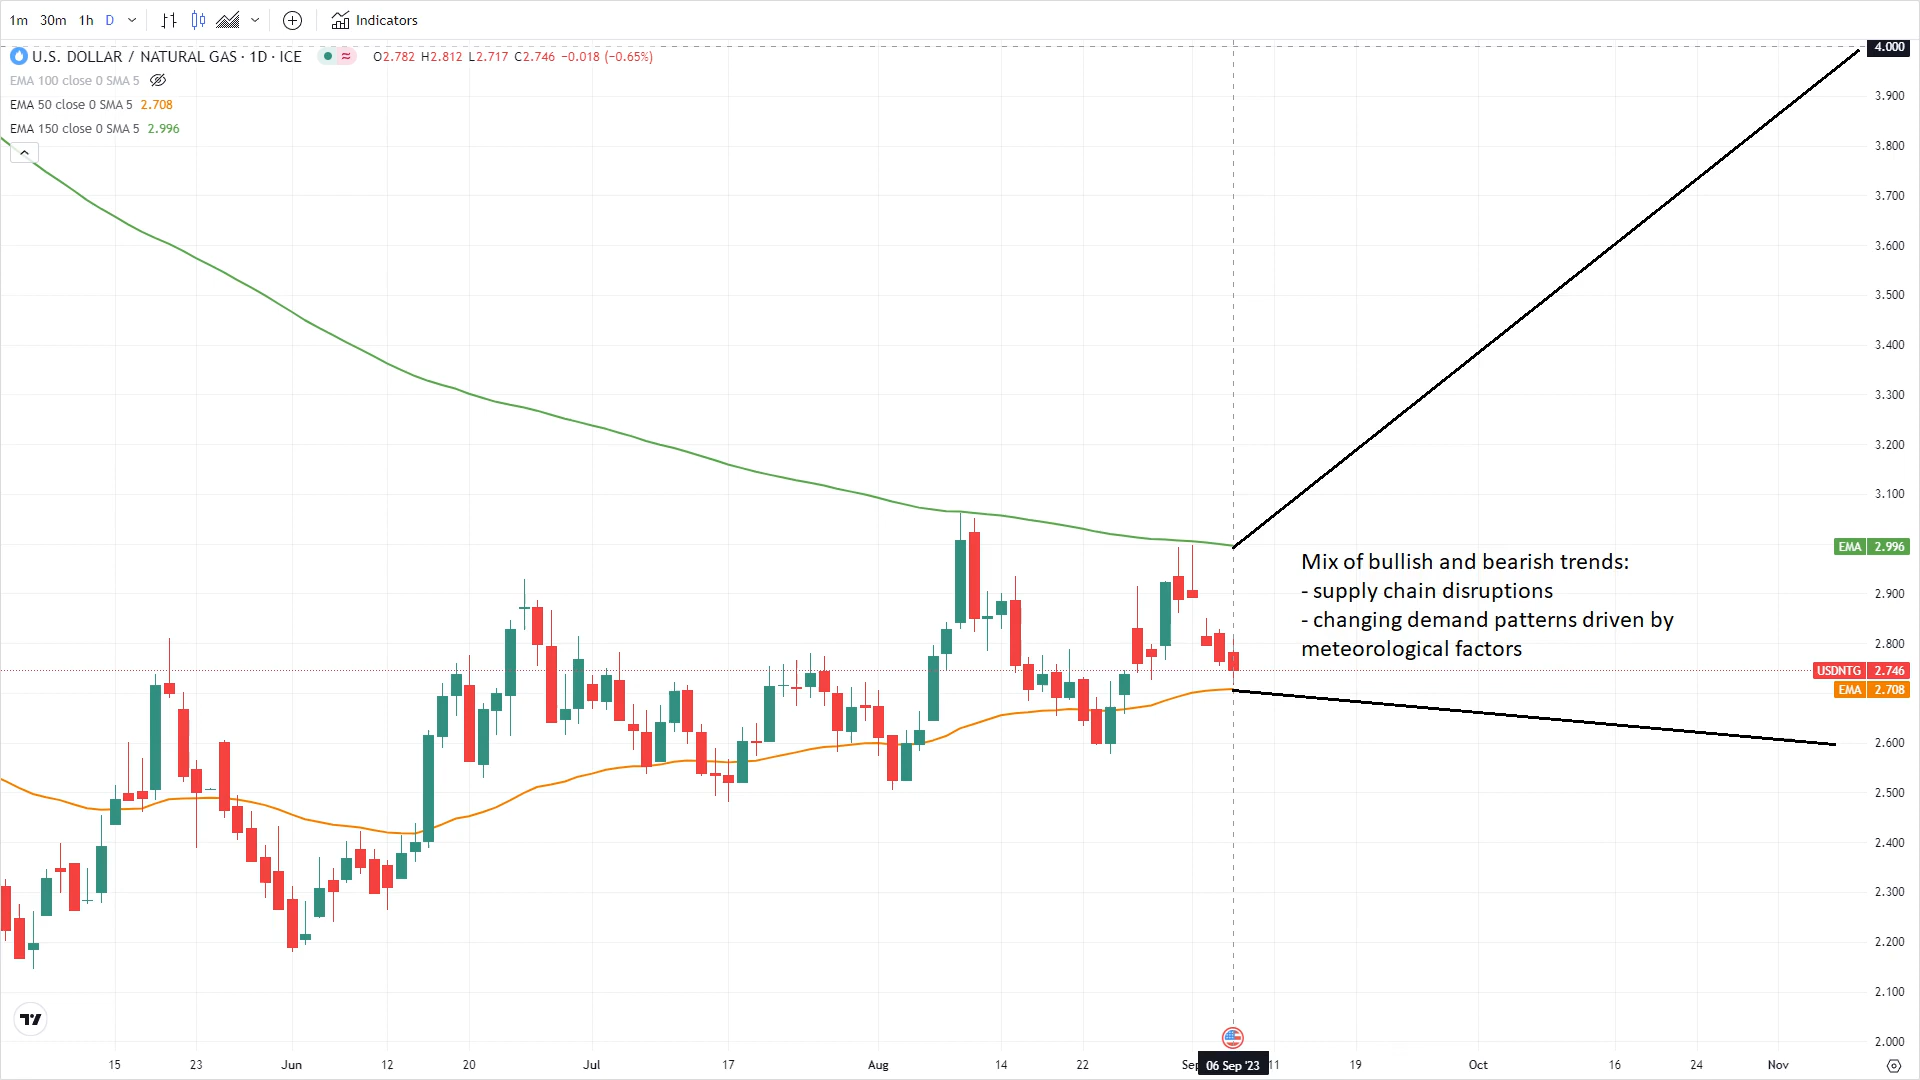 1m 30m 1h D Indicators
U.S. DOLLAR / NATURAL GAS · 1D · ICE O2.782 H2.812 L2.717 C2.746 −0.018 (−0.65%)
EMA 100 close 0 SMA 5
EMA 50 close 0 SMA 5 2.708
EMA 150 close 0 SMA 5 2.996
4.000
3.900
3.800
3.700
3.600
3.500
3.400
3.300
3.200
3.100
EMA 2.996
Mix of bullish and bearish trends:
- supply chain disruptions
- changing demand patterns driven by
meteorological factors
2.900
2.800
USDNTG 2.746
EMA 2.708
2.600
2.500
2.400
2.300
2.200
2.100
2.000
15 23 Jun 12 20 Jul 17 Aug 14 22 Sep 06 Sep '23 11 19 Oct 16 24 Nov